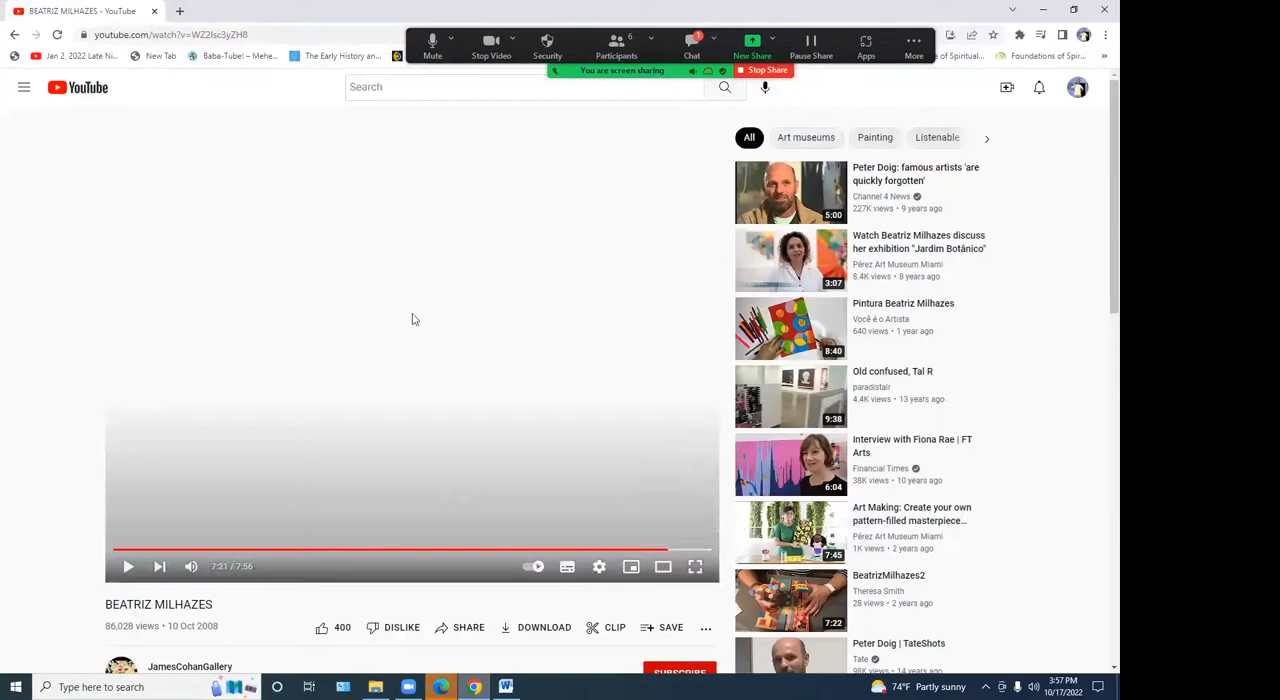 BEATRIZ MILHAZES - YouTube
youtube.com/watch?v=WZ2Isc3yZH8
Jan 2, 2022 Late Ni...
New Tab
Baba-Tube! - Mehe...
The Early History an...
e of Spiritual...
Foundations of Spir...
Mute
Stop Video
Security
6
Participants
1
Chat
New Share
Pause Share
Apps
More
You are screen sharing
Stop Share
YouTube
Search
All
Art museums
Painting
Listenable
Peter Doig: famous artists 'are
quickly forgotten'
Channel 4 News
227K views • 9 years ago
5:00
Watch Beatriz Milhazes discuss
her exhibition "Jardim Botânico"
Pérez Art Museum Miami
8.4K views • 8 years ago
3:07
Pintura Beatriz Milhazes
Você é o Artista
640 views • 1 year ago
8:40
Old confused, Tal R
paradistair
4.4K views • 13 years ago
9:38
Interview with Fiona Rae | FT
Arts
Financial Times
38K views • 10 years ago
6:04
Art Making: Create your own
pattern-filled masterpiece...
Pérez Art Museum Miami
1K views • 2 years ago
7:45
BeatrizMilhazes2
Theresa Smith
28 views • 2 years ago
7:22
Peter Doig | TateShots
Tate
98K views • 14 years ago
7:21 / 7:56
BEATRIZ MILHAZES
86,028 views • 10 Oct 2008
400
DISLIKE
SHARE
DOWNLOAD
CLIP
SAVE
JamesCohanGallery
SUBSCRIBE
Type here to search
74°F Partly sunny
3:57 PM
10/17/2022